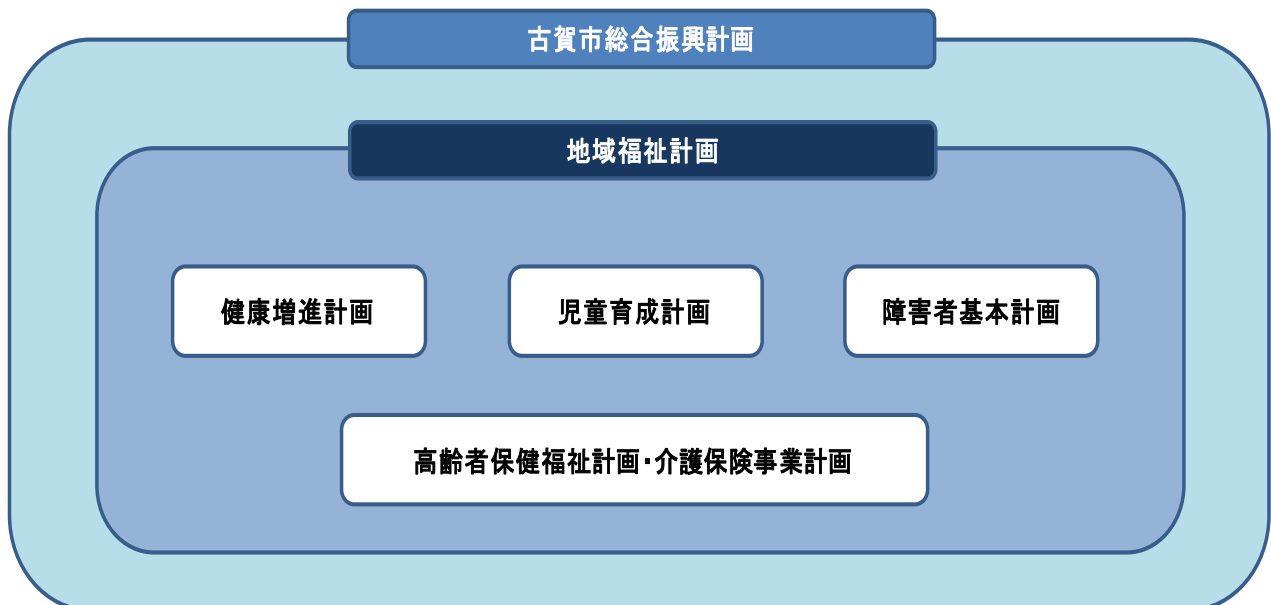 古賀市総合振興計画
地域福祉計画
健康増進計画
児童育成計画
障害者基本計画
高齢者保健福祉計画・介護保険事業計画